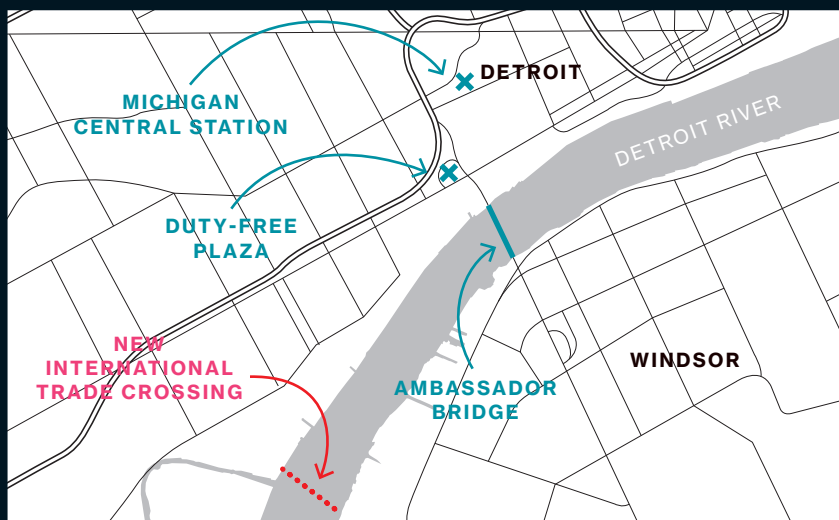 DETROIT
MICHIGAN
CENTRAL STATION
DETROIT RIVER
DUTY-FREE
PLAZA
NEW
INTERNATIONAL
TRADE CROSSING
WINDSOR
AMBASSADOR
BRIDGE